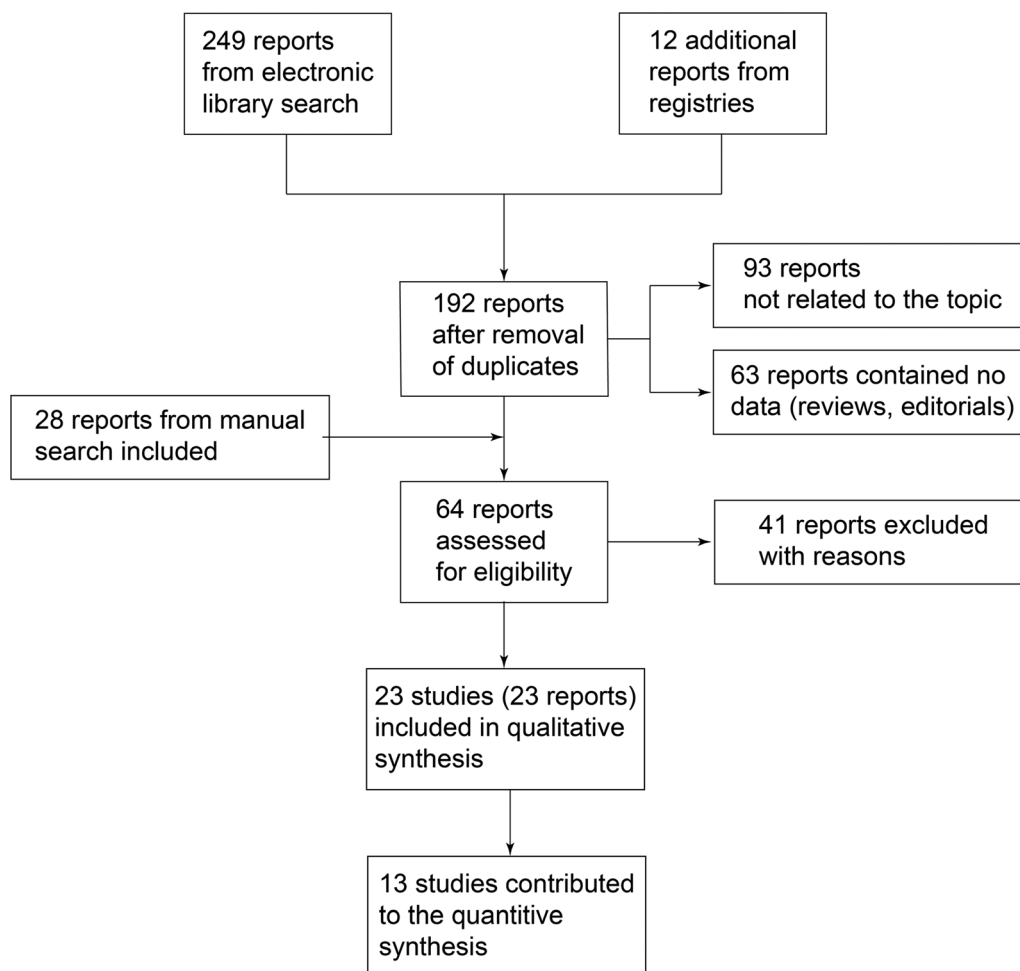 249 reports
from electronic
library search
12 additional
reports from
registries
192 reports
after removal
of duplicates
93 reports
not related to the topic
63 reports contained no
data (reviews, editorials)
28 reports from manual
search included
64 reports
assessed
for eligibility
41 reports excluded
with reasons
23 studies (23 reports)
included in qualitative
synthesis
13 studies contributed
to the quantitive
synthesis